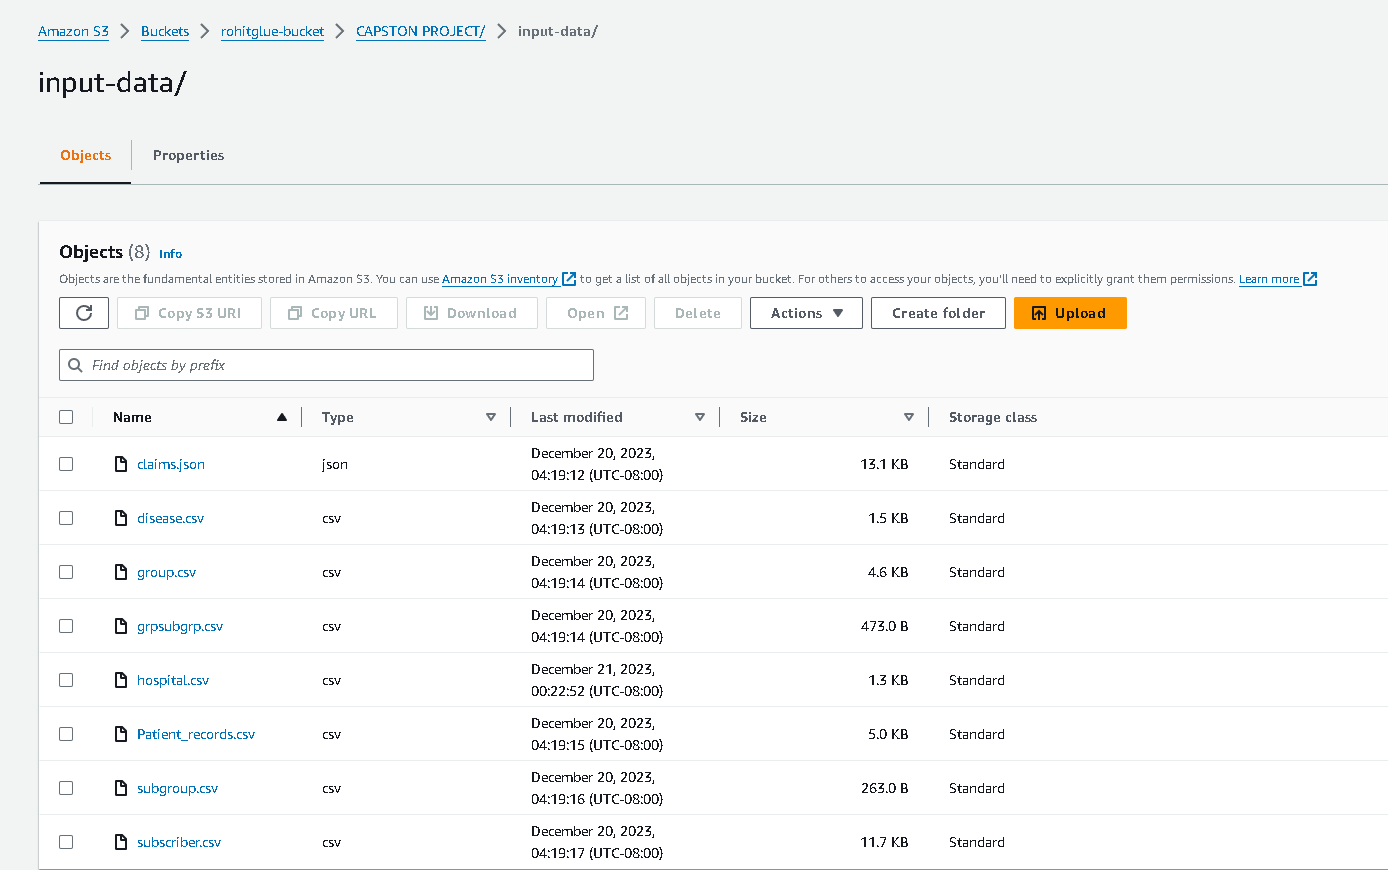 Amazon S3 > Buckets > rohitglue-bucket > CAPSTON PROJECT/ > input-data/
input-data/
Objects Properties
Objects (8) Info
Objects are the fundamental entities stored in Amazon S3. You can use Amazon S3 inventory to get a list of all objects in your bucket. For others to access your objects, you'll need to explicitly grant them permissions. Learn more
Copy S3 URI Copy URL Download Open Delete Actions Create folder Upload
Find objects by prefix
Name Type Last modified Size Storage class
claims.json json December 20, 2023, 13.1 KB Standard
04:19:12 (UTC-08:00)
disease.csv csv December 20, 2023, 1.5 KB Standard
04:19:13 (UTC-08:00)
group.csv csv December 20, 2023, 4.6 KB Standard
04:19:14 (UTC-08:00)
grpsubgrp.csv csv December 20, 2023, 473.0 B Standard
04:19:14 (UTC-08:00)
hospital.csv csv December 21, 2023, 1.3 KB Standard
00:22:52 (UTC-08:00)
Patient_records.csv csv December 20, 2023, 5.0 KB Standard
04:19:15 (UTC-08:00)
subgroup.csv csv December 20, 2023, 263.0 B Standard
04:19:16 (UTC-08:00)
subscriber.csv csv December 20, 2023, 11.7 KB Standard
04:19:17 (UTC-08:00)